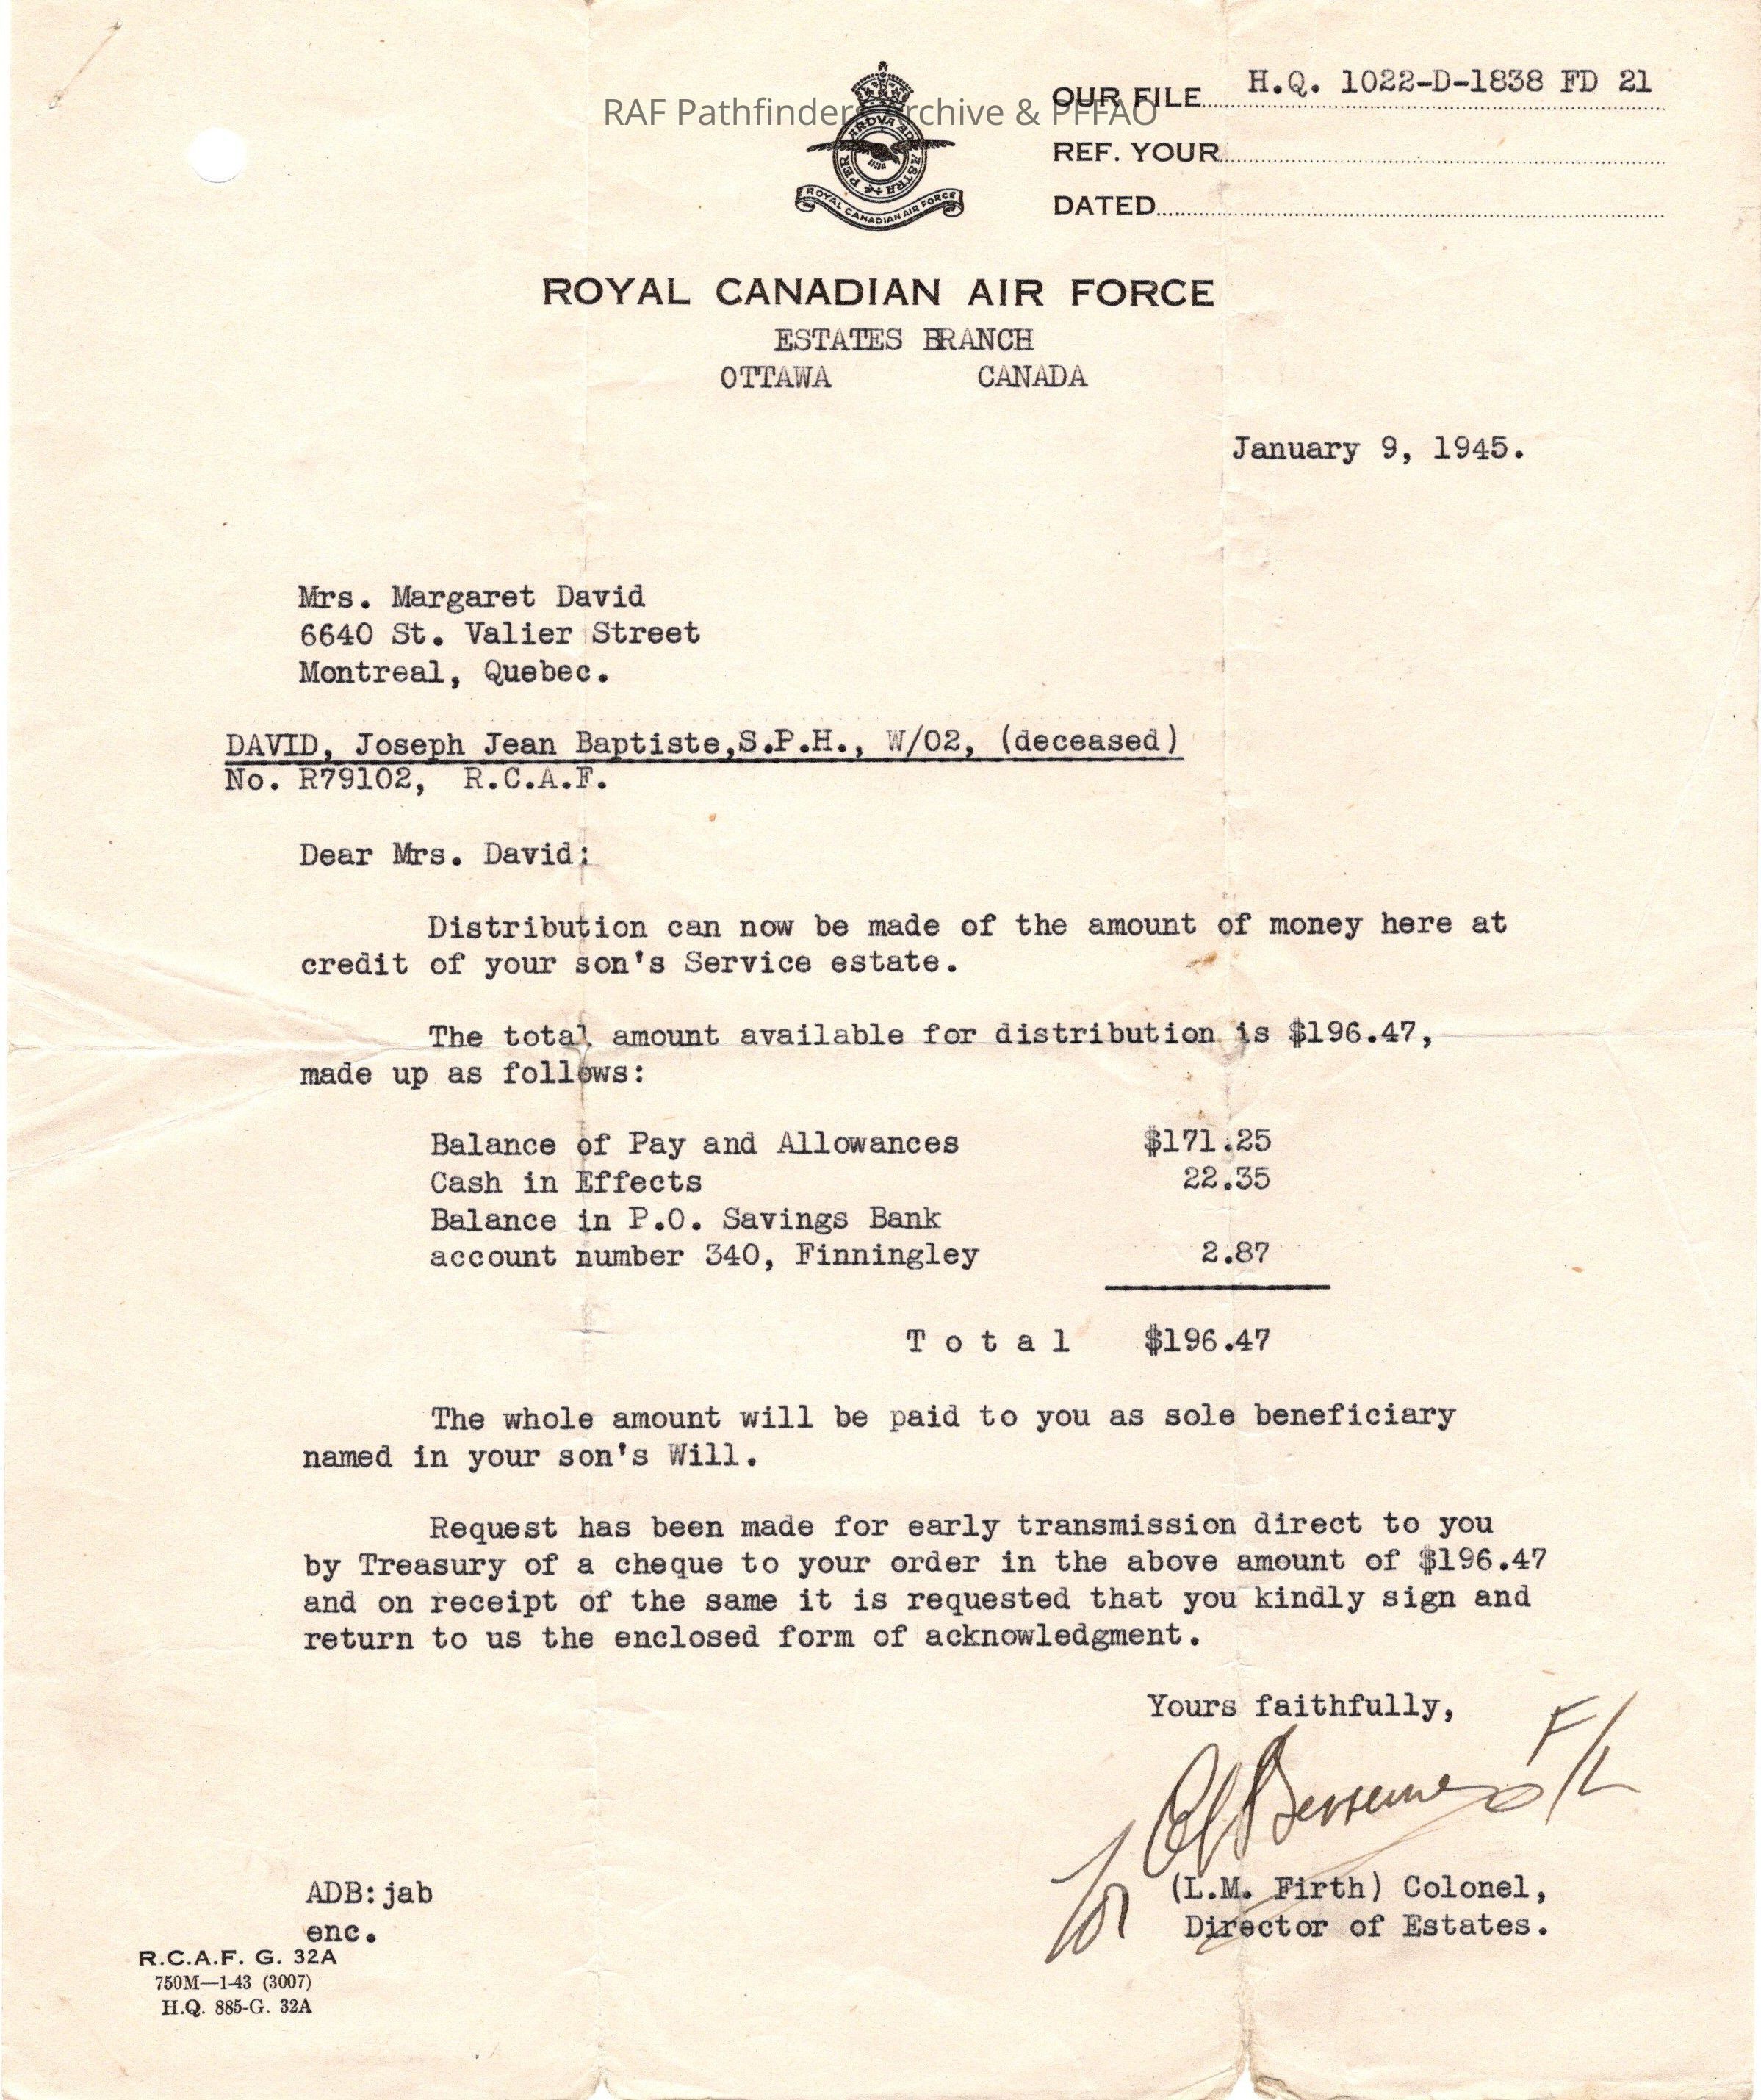 RAF Pathfinders Archive & PFFAO
OUR FILE H.Q. 1022-D-1838 FD 21
REF. YOUR
DATED
PER ARDVA AD ASTRA
ROYAL CANADIAN AIR FORCE
ROYAL CANADIAN AIR FORCE
ESTATES BRANCH
OTTAWA CANADA
January 9, 1945.
Mrs. Margaret David
6640 St. Valier Street
Montreal, Quebec.
DAVID, Joseph Jean Baptiste,S.P.H., W/02, (deceased)
No. R79102, R.C.A.F.
Dear Mrs. David:
Distribution can now be made of the amount of money here at
credit of your son's Service estate.
The total amount available for distribution is $196.47,
made up as follows:
Balance of Pay and Allowances $171.25
Cash in Effects 22.35
Balance in P.O. Savings Bank
account number 340, Finningley 2.87
T o t a l $196.47
The whole amount will be paid to you as sole beneficiary
named in your son's Will.
Request has been made for early transmission direct to you
by Treasury of a cheque to your order in the above amount of $196.47
and on receipt of the same it is requested that you kindly sign and
return to us the enclosed form of acknowledgment.
Yours faithfully,
F/L
for
(L.M. Firth) Colonel,
Director of Estates.
ADB:jab
enc.
R.C.A.F. G. 32A
750M—1-43 (3007)
H.Q. 885-G. 32A